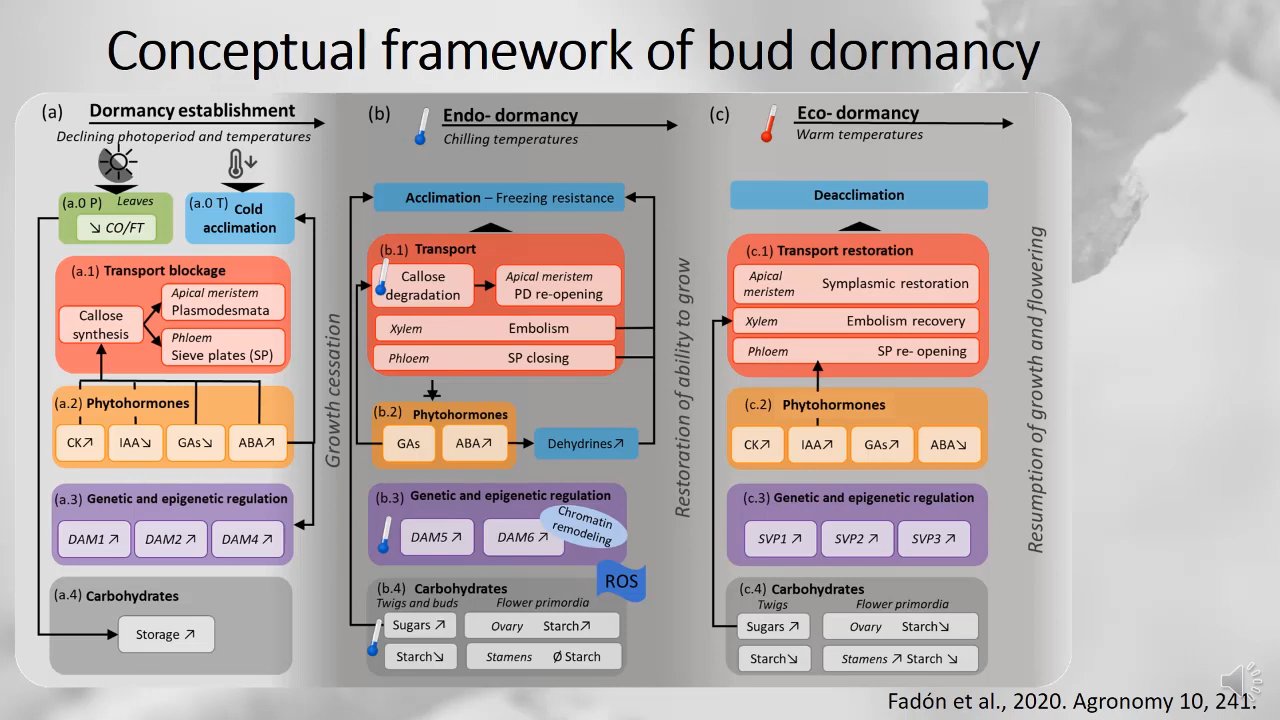 Conceptual framework of bud dormancy
(a) Dormancy establishment
Declining photoperiod and temperatures
(a.0 P) Leaves
↘ CO/FT
(a.0 T) Cold
acclimation
(a.1) Transport blockage
Callose
synthesis
Apical meristem
Plasmodesmata
Phloem
Sieve plates (SP)
(a.2) Phytohormones
CK↗ IAA↘ GAs↘ ABA↗
(a.3) Genetic and epigenetic regulation
DAM1 ↗ DAM2 ↗ DAM4 ↗
(a.4) Carbohydrates
Storage ↗
Growth cessation
(b) Endo- dormancy
Chilling temperatures
Acclimation – Freezing resistance
(b.1) Transport
Callose
degradation
Apical meristem
PD re-opening
Xylem Embolism
Phloem SP closing
(b.2) Phytohormones
GAs ABA↗ Dehydrines↗
(b.3) Genetic and epigenetic regulation
DAM5 ↗ DAM6 ↗
Chromatin
remodeling
ROS
(b.4) Carbohydrates
Twigs and buds Flower primordia
Sugars ↗ Ovary Starch↗
Starch↘ Stamens Ø Starch
Restoration of ability to grow
(c) Eco- dormancy
Warm temperatures
Deacclimation
(c.1) Transport restoration
Apical
meristem
Symplasmic restoration
Xylem Embolism recovery
Phloem SP re- opening
(c.2) Phytohormones
CK↗ IAA↗ GAs↗ ABA↘
(c.3) Genetic and epigenetic regulation
SVP1 ↗ SVP2 ↗ SVP3 ↗
(c.4) Carbohydrates
Twigs Flower primordia
Sugars ↗ Ovary Starch↘
Starch↘ Stamens ↗ Starch ↘
Resumption of growth and flowering
Fadón et al., 2020. Agronomy 10, 241.